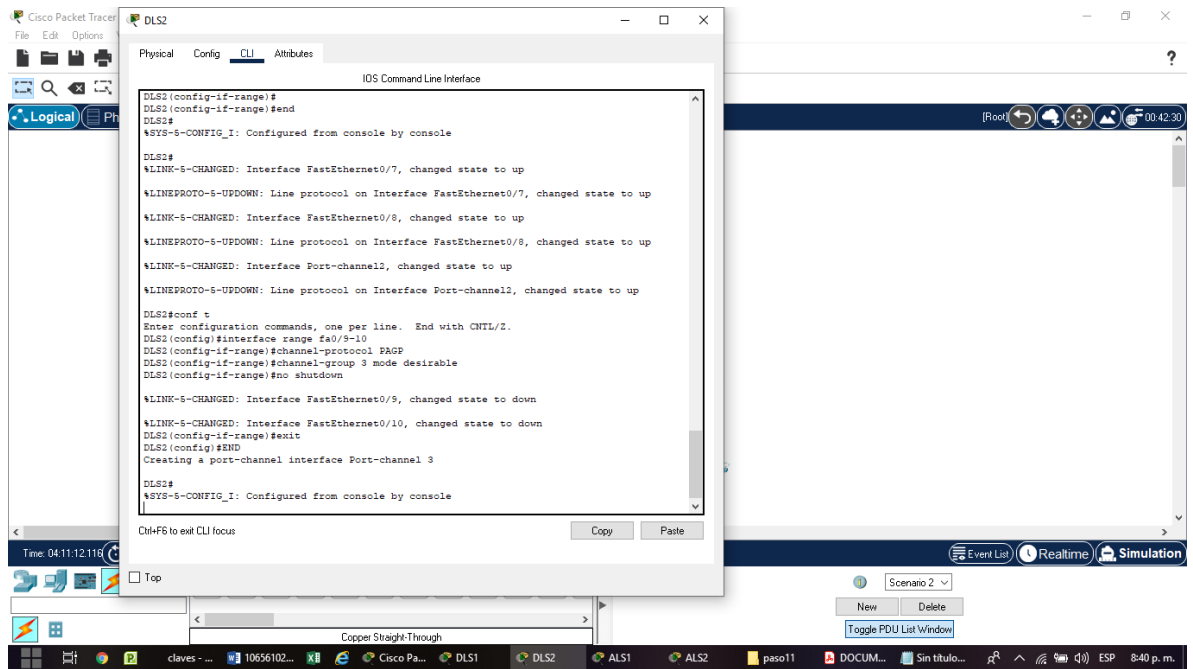 Cisco Packet Tracer
File Edit Options
?
Logical
[Root]
00:42:30
DLS2
Physical Config CLI Attributes
IOS Command Line Interface
DLS2(config-if-range)#
DLS2(config-if-range)#end
DLS2#
%SYS-5-CONFIG_I: Configured from console by console
DLS2#
%LINK-5-CHANGED: Interface FastEthernet0/7, changed state to up
%LINEPROTO-5-UPDOWN: Line protocol on Interface FastEthernet0/7, changed state to up
%LINK-5-CHANGED: Interface FastEthernet0/8, changed state to up
%LINEPROTO-5-UPDOWN: Line protocol on Interface FastEthernet0/8, changed state to up
%LINK-5-CHANGED: Interface Port-channel2, changed state to up
%LINEPROTO-5-UPDOWN: Line protocol on Interface Port-channel2, changed state to up
DLS2#conf t
Enter configuration commands, one per line. End with CNTL/Z.
DLS2(config)#interface range fa0/9-10
DLS2(config-if-range)#channel-protocol PAGP
DLS2(config-if-range)#channel-group 3 mode desirable
DLS2(config-if-range)#no shutdown
%LINK-5-CHANGED: Interface FastEthernet0/9, changed state to down
%LINK-5-CHANGED: Interface FastEthernet0/10, changed state to down
DLS2(config-if-range)#exit
DLS2(config)#END
Creating a port-channel interface Port-channel 3
DLS2#
%SYS-5-CONFIG_I: Configured from console by console
Ctrl+F6 to exit CLI focus
Copy Paste
Top
Time: 04:11:12.116
Event List Realtime Simulation
Scenario 2
New Delete
Toggle PDU List Window
Copper Straight-Through
claves - ... 10656102... Cisco Pa... DLS1 DLS2 ALS1 ALS2 paso11 DOCUM... Sin título... ESP 8:40 p. m.